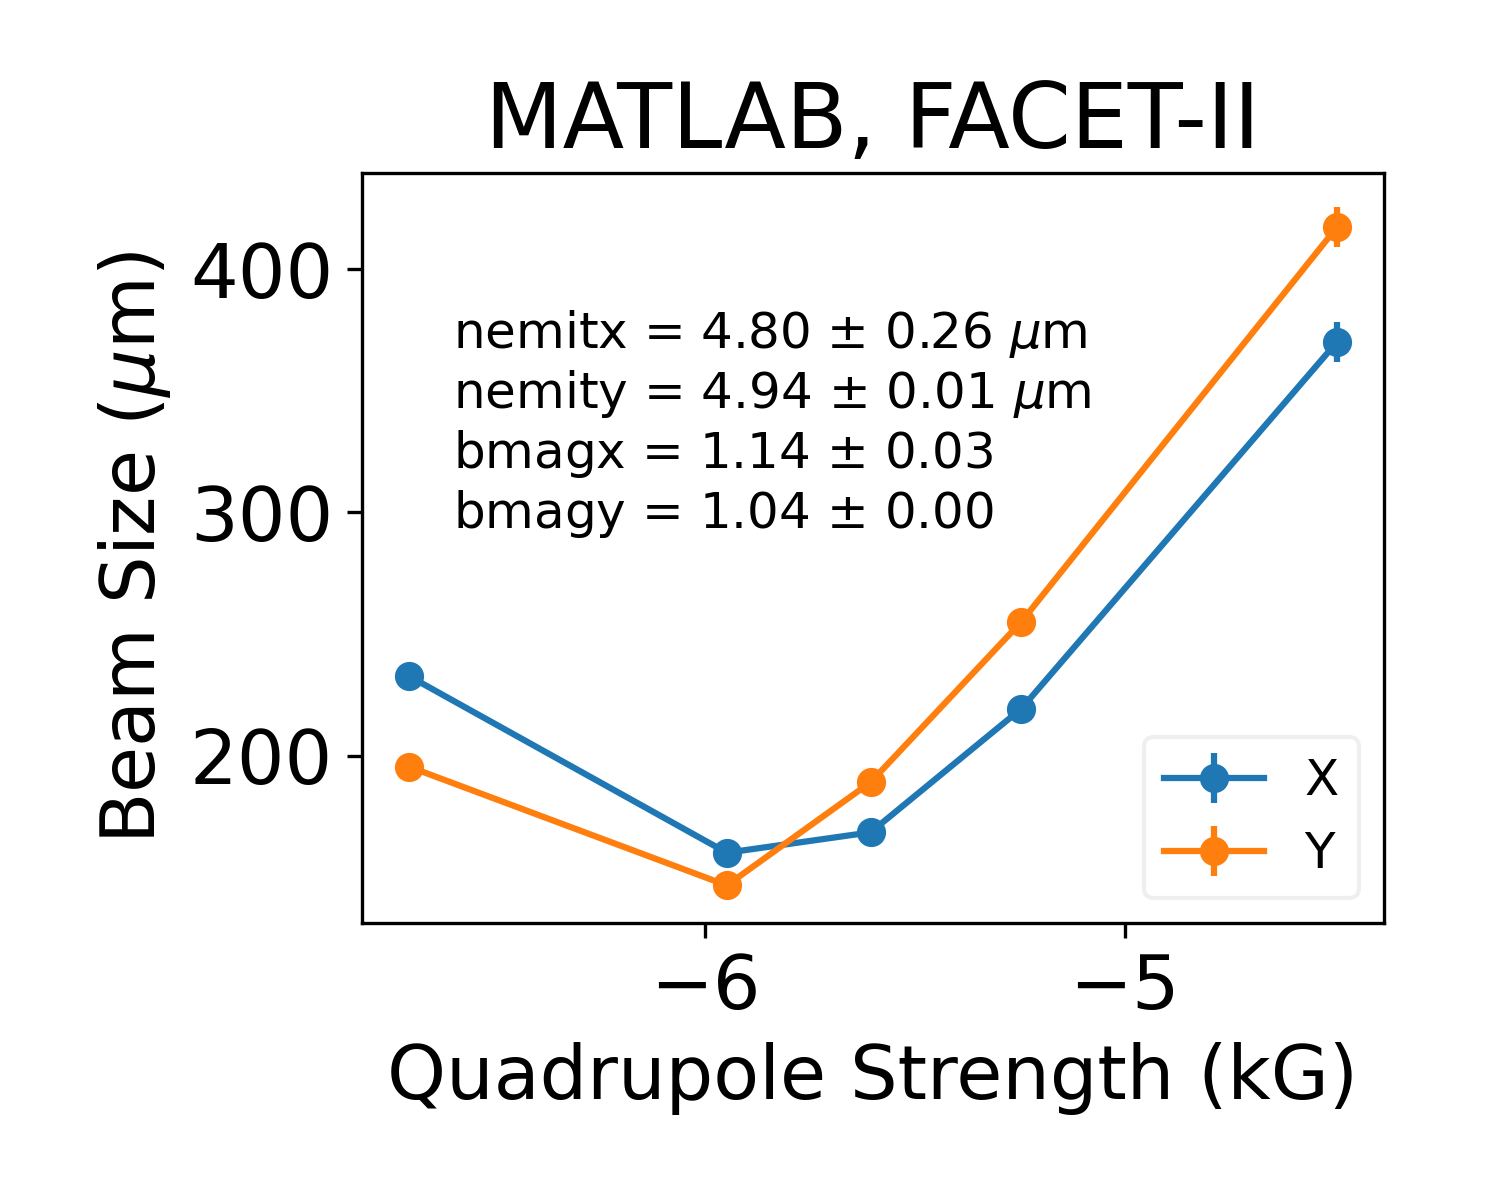 MATLAB, FACET-II
Beam Size (μm)
400
300
200
nemitx = 4.80 ± 0.26 μm
nemity = 4.94 ± 0.01 μm
bmagx = 1.14 ± 0.03
bmagy = 1.04 ± 0.00
X
Y
−6
−5
Quadrupole Strength (kG)